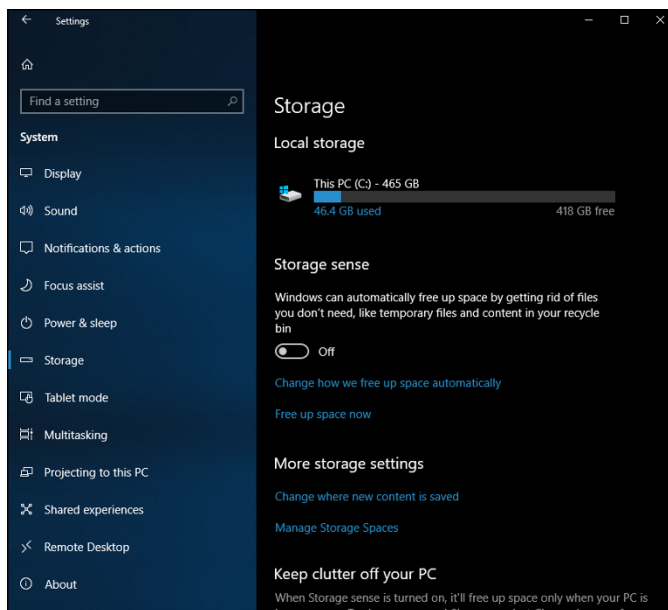 Settings
Find a setting
System
Display
Sound
Notifications & actions
Focus assist
Power & sleep
Storage
Tablet mode
Multitasking
Projecting to this PC
Shared experiences
Remote Desktop
About
Storage
Local storage
This PC (C:) - 465 GB
46.4 GB used
418 GB free
Storage sense
Windows can automatically free up space by getting rid of files
you don't need, like temporary files and content in your recycle
bin
Off
Change how we free up space automatically
Free up space now
More storage settings
Change where new content is saved
Manage Storage Spaces
Keep clutter off your PC
When Storage sense is turned on, it'll free up space only when your PC is